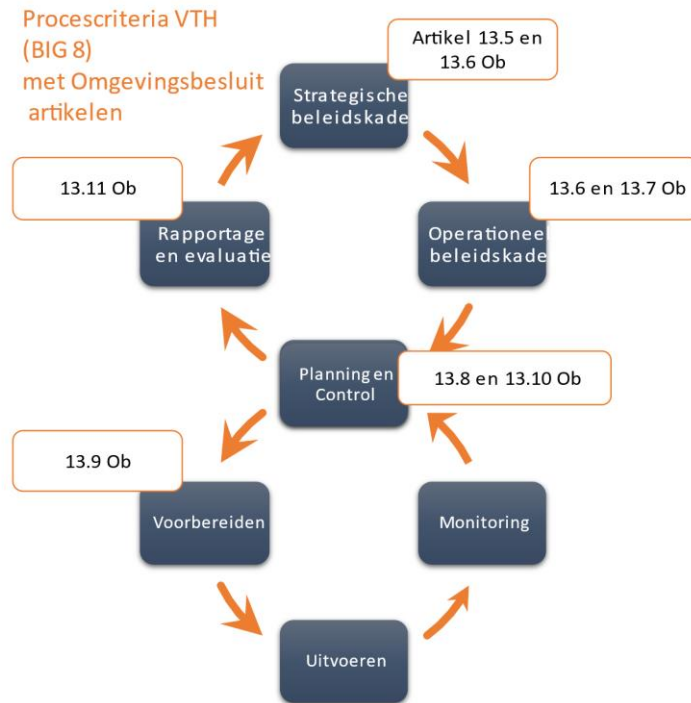 Procescriteria VTH
(BIG 8)
met Omgevingsbesluit
artikelen
Artikel 13.5 en
13.6 Ob
Strategische
beleidskade
13.11 Ob
13.6 en 13.7 Ob
Rapportage
en evaluatie
Operationeel
beleidskade
Planning en
Control
13.8 en 13.10 Ob
13.9 Ob
Voorbereiden
Monitoring
Uitvoeren